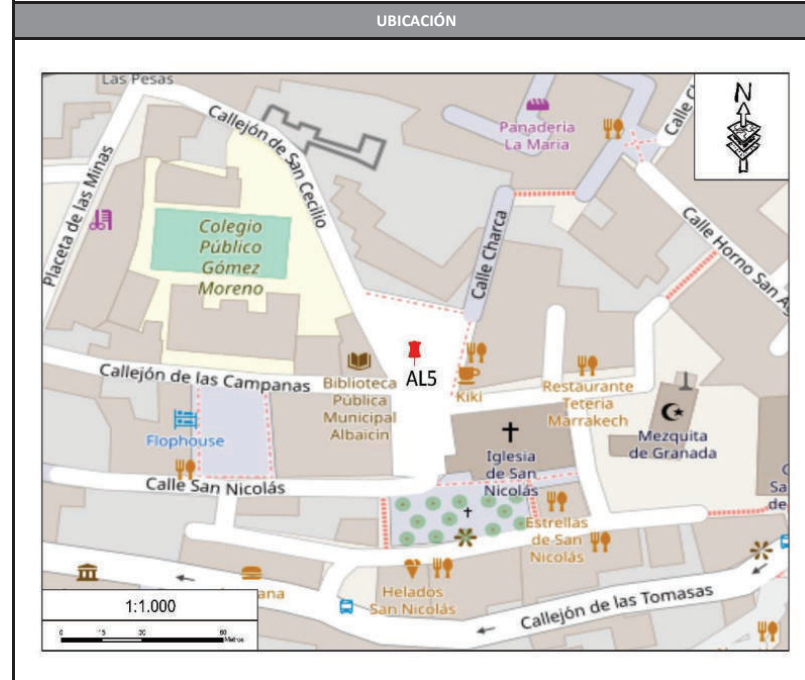 UBICACIÓN
Las Pesas
Callejón de San Cecilio
Panadería
La Maria
N
Placeta de las Minas
Colegio
Público
Gómez
Moreno
Calle Charca
Calle Horno San
Callejón de las Campanas
Biblioteca
Pública
Municipal
Albaicín
AL5
Kiki
Restaurante
Tetería
Marrakech
Mezquita
de Granada
Flophouse
Iglesia
de San
Nicolás
Calle San Nicolás
Estrellas
de San
Nicolás
Helados
San Nicolás
Callejón de las Tomasas
1:1.000
0
Metros